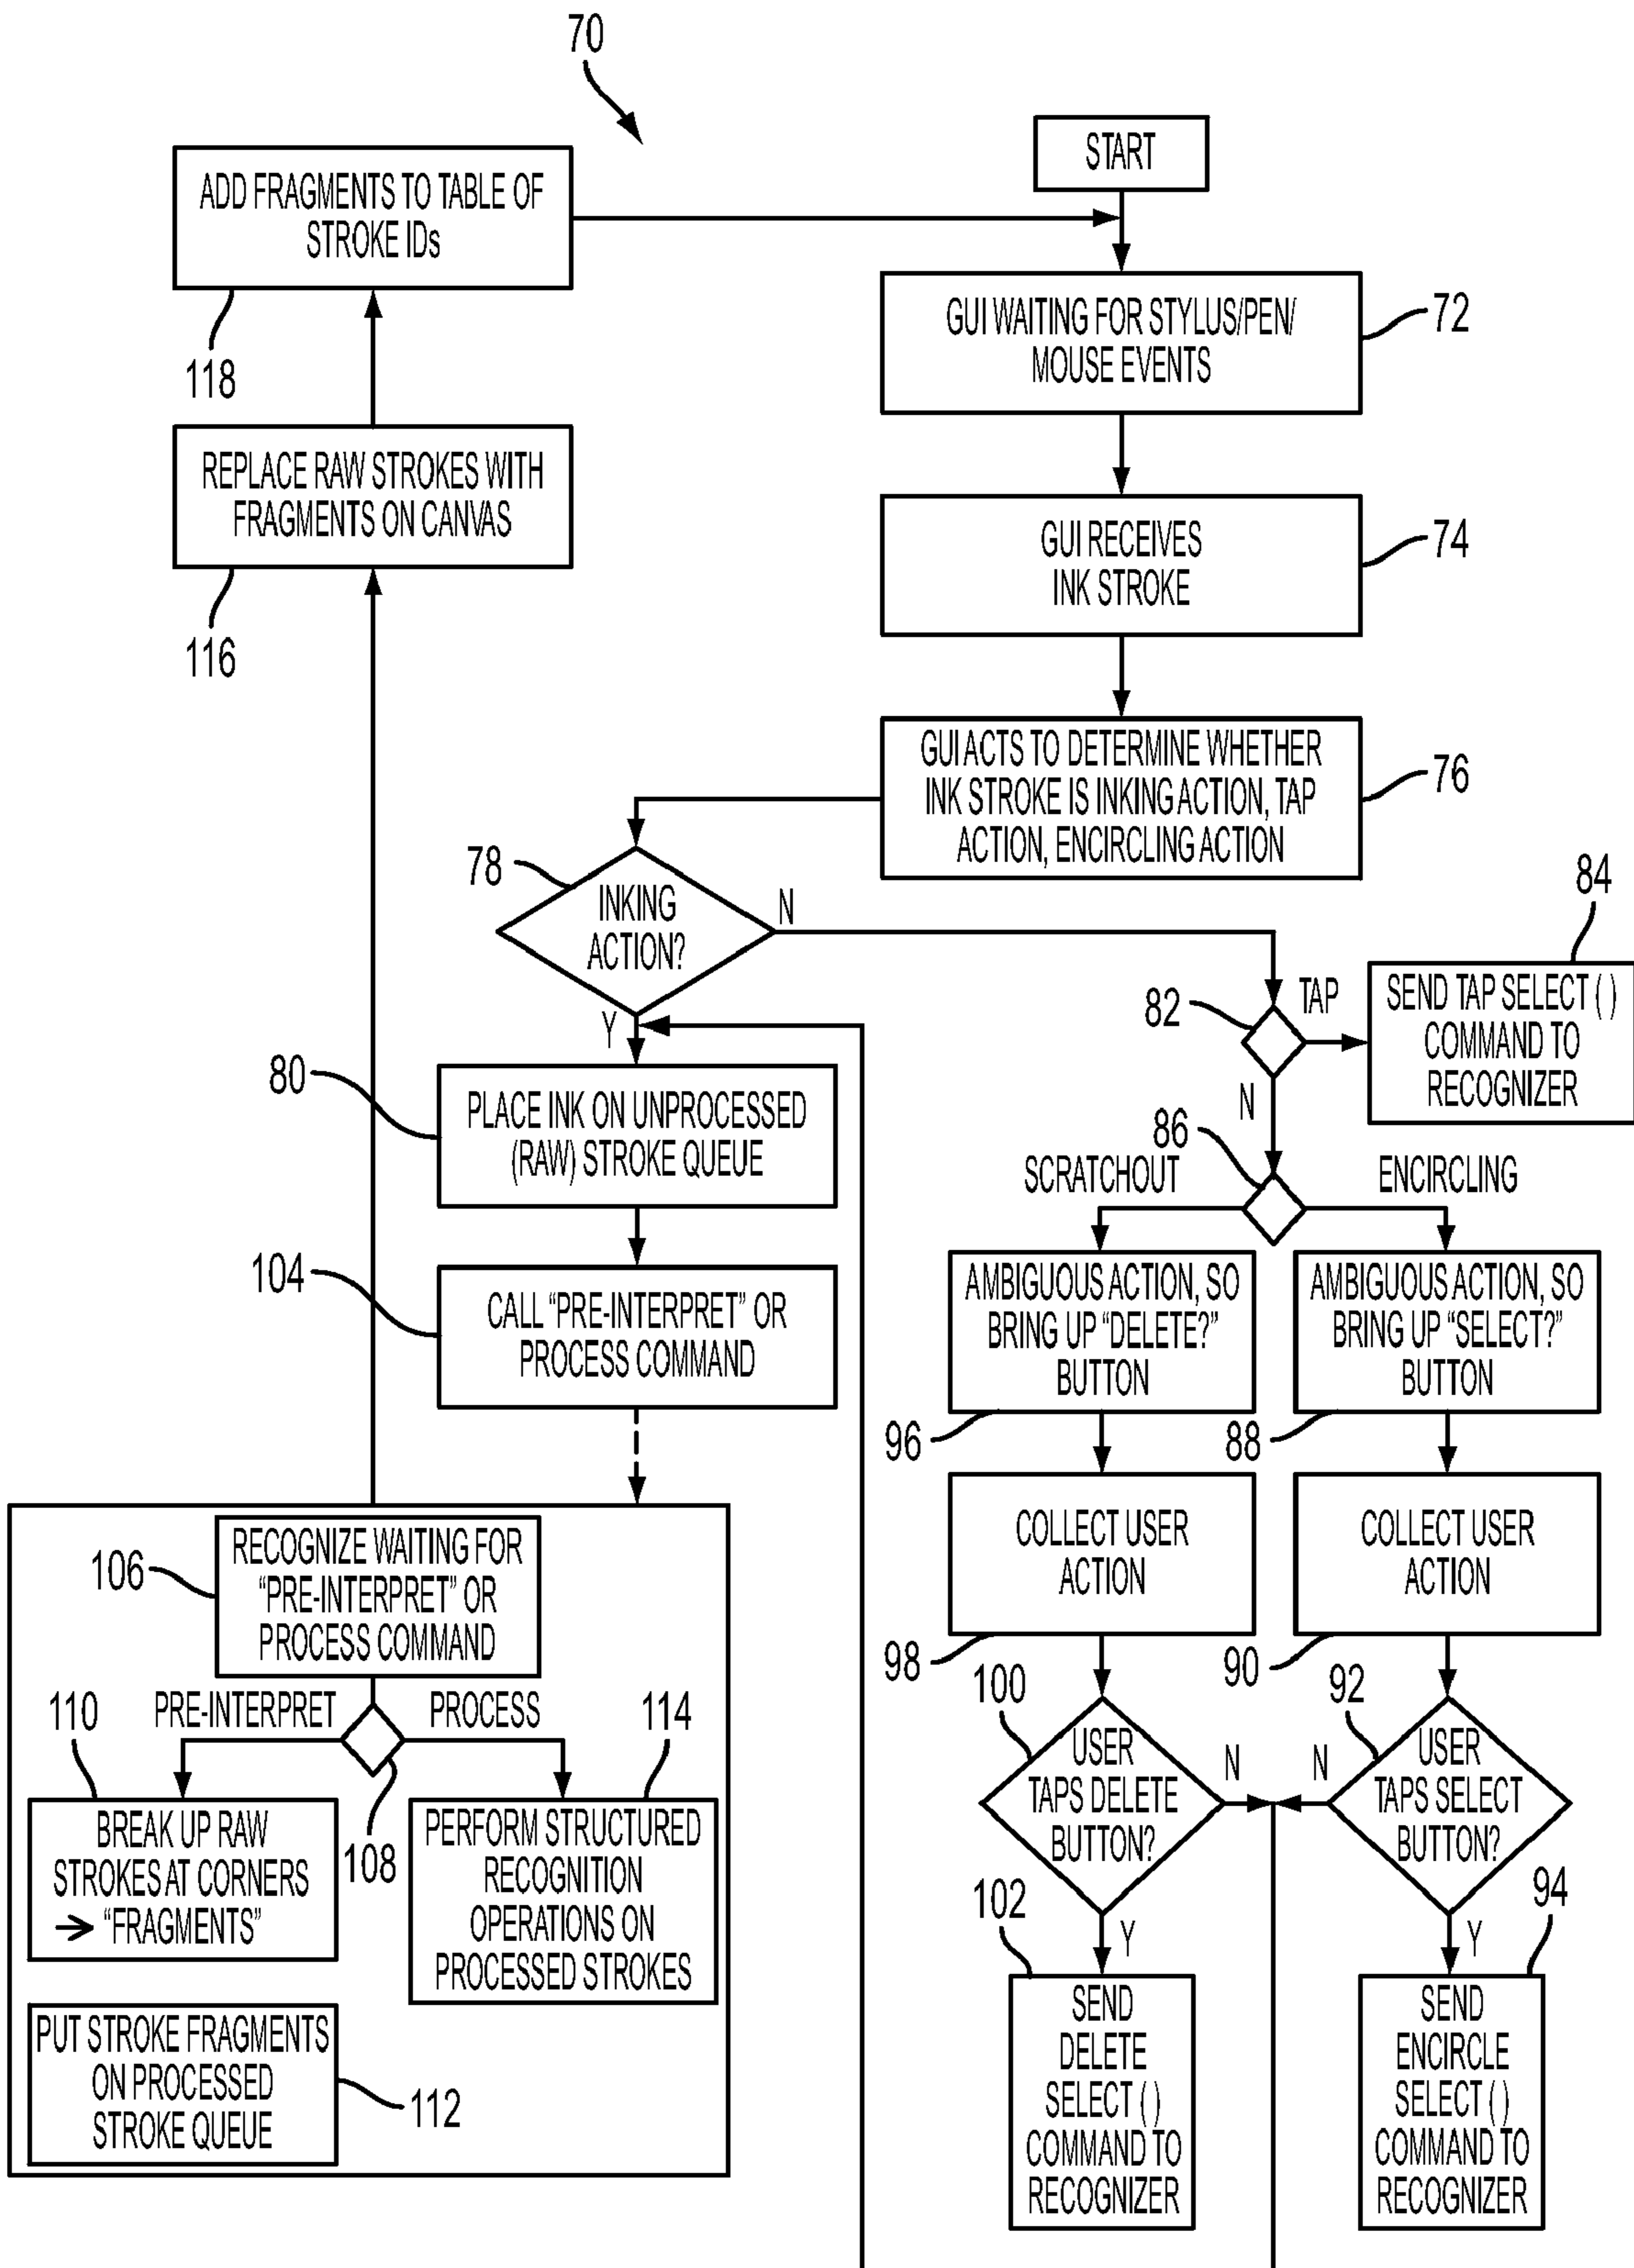 70
START
ADD FRAGMENTS TO TABLE OF
STROKE IDs
118
GUI WAITING FOR STYLUS/PEN/
MOUSE EVENTS
72
REPLACE RAW STROKES WITH
FRAGMENTS ON CANVAS
116
GUI RECEIVES
INK STROKE
74
GUI ACTS TO DETERMINE WHETHER
INK STROKE IS INKING ACTION, TAP
ACTION, ENCIRCLING ACTION
76
78
INKING
ACTION?
N
Y
82
TAP
N
84
SEND TAP SELECT ( )
COMMAND TO
RECOGNIZER
80
PLACE INK ON UNPROCESSED
(RAW) STROKE QUEUE
86
SCRATCHOUT
ENCIRCLING
104
CALL “PRE-INTERPRET” OR
PROCESS COMMAND
AMBIGUOUS ACTION, SO
BRING UP “DELETE?”
BUTTON
96
AMBIGUOUS ACTION, SO
BRING UP “SELECT?”
BUTTON
88
COLLECT USER
ACTION
98
COLLECT USER
ACTION
90
106
RECOGNIZE WAITING FOR
“PRE-INTERPRET” OR
PROCESS COMMAND
110
PRE-INTERPRET
PROCESS
114
108
BREAK UP RAW
STROKES AT CORNERS
→ “FRAGMENTS”
PERFORM STRUCTURED
RECOGNITION
OPERATIONS ON
PROCESSED STROKES
PUT STROKE FRAGMENTS
ON PROCESSED
STROKE QUEUE
112
100
USER
TAPS DELETE
BUTTON?
N
Y
92
USER
TAPS SELECT
BUTTON?
N
Y
102
SEND
DELETE
SELECT ( )
COMMAND TO
RECOGNIZER
94
SEND
ENCIRCLE
SELECT ( )
COMMAND TO
RECOGNIZER